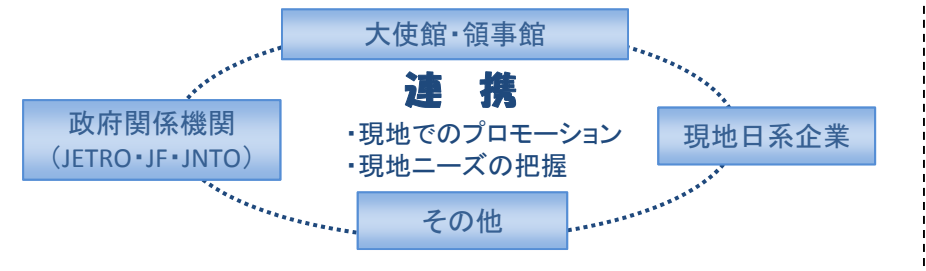 大使館・領事館
連 携
政府関係機関
（JETRO・JF・JNTO）
・現地でのプロモーション
・現地ニーズの把握
現地日系企業
その他